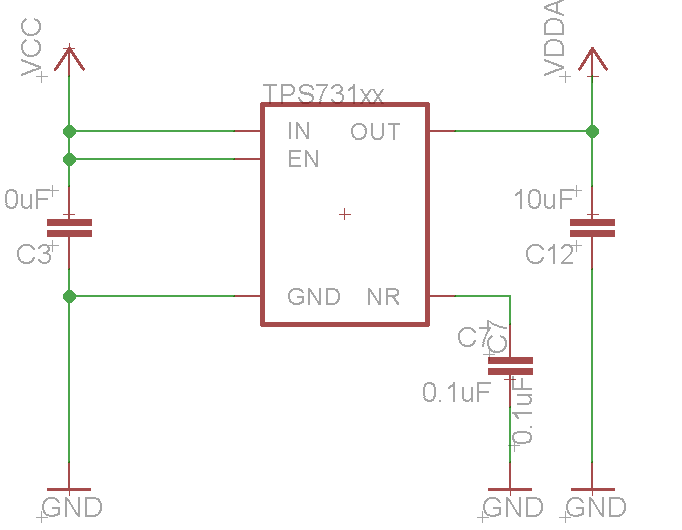 VCC
VDDA
TPS731xx
IN OUT
EN
0uF
10uF
C3
C12
GND NR
C7
C7
0.1uF
0.1uF
GND
GND
GND